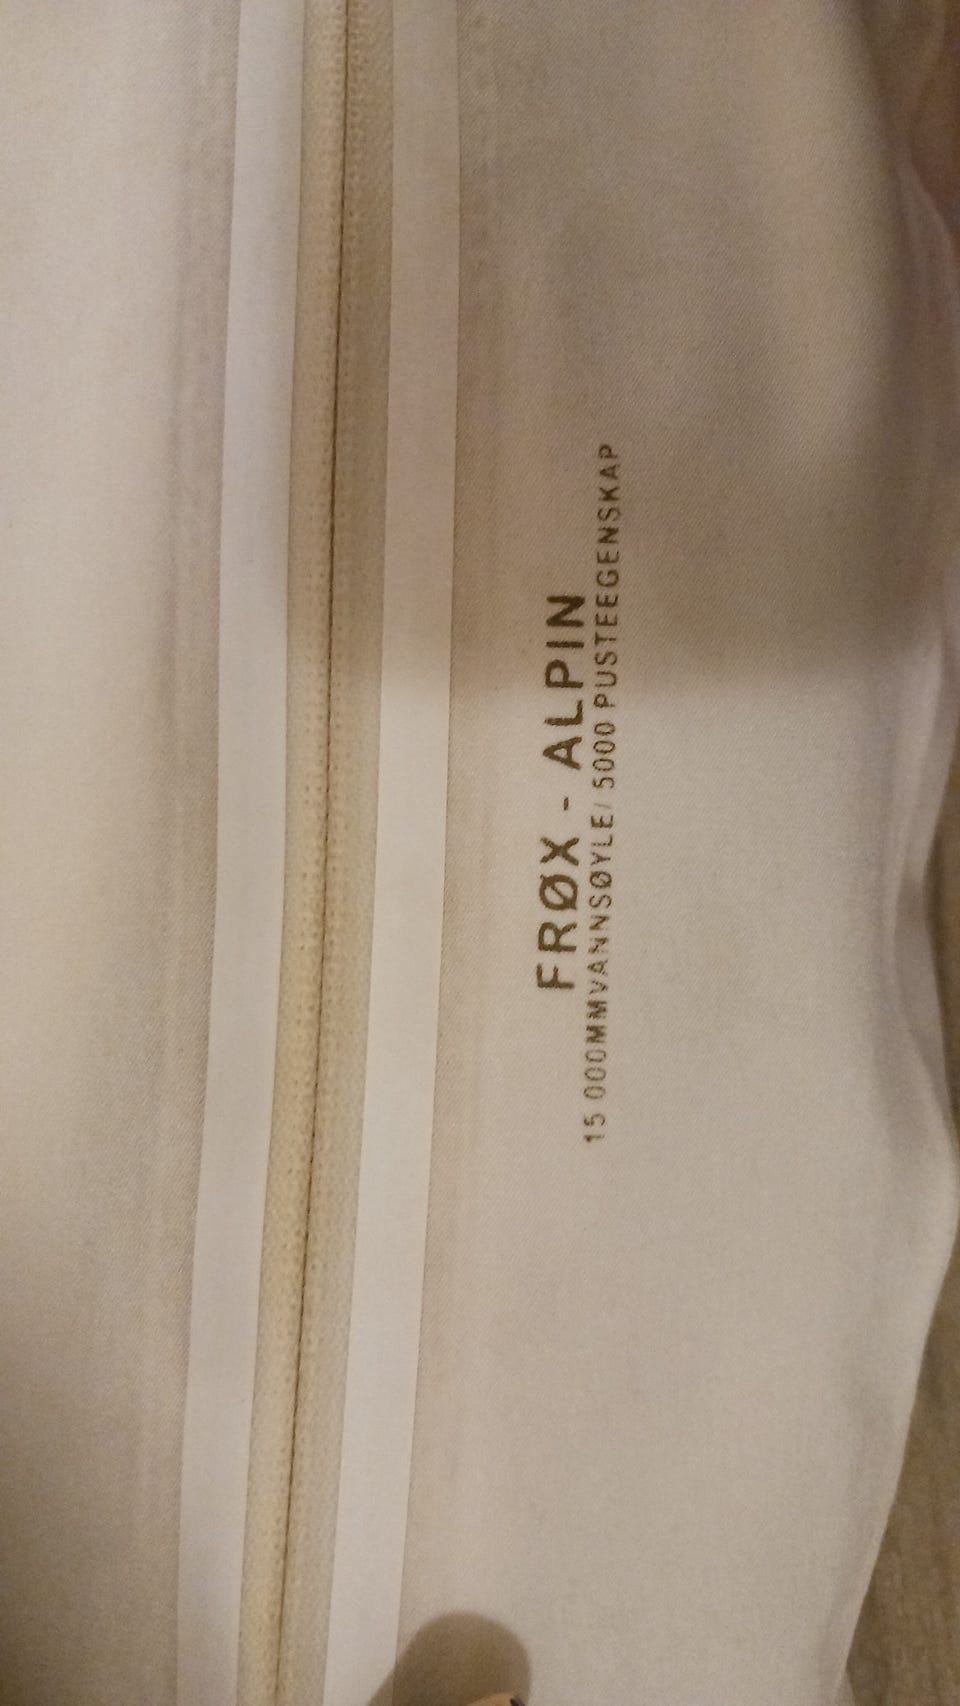 FRØX - ALPIN
15 000MMVANNSØYLE/ 5000 PUSTEEGENSKAP